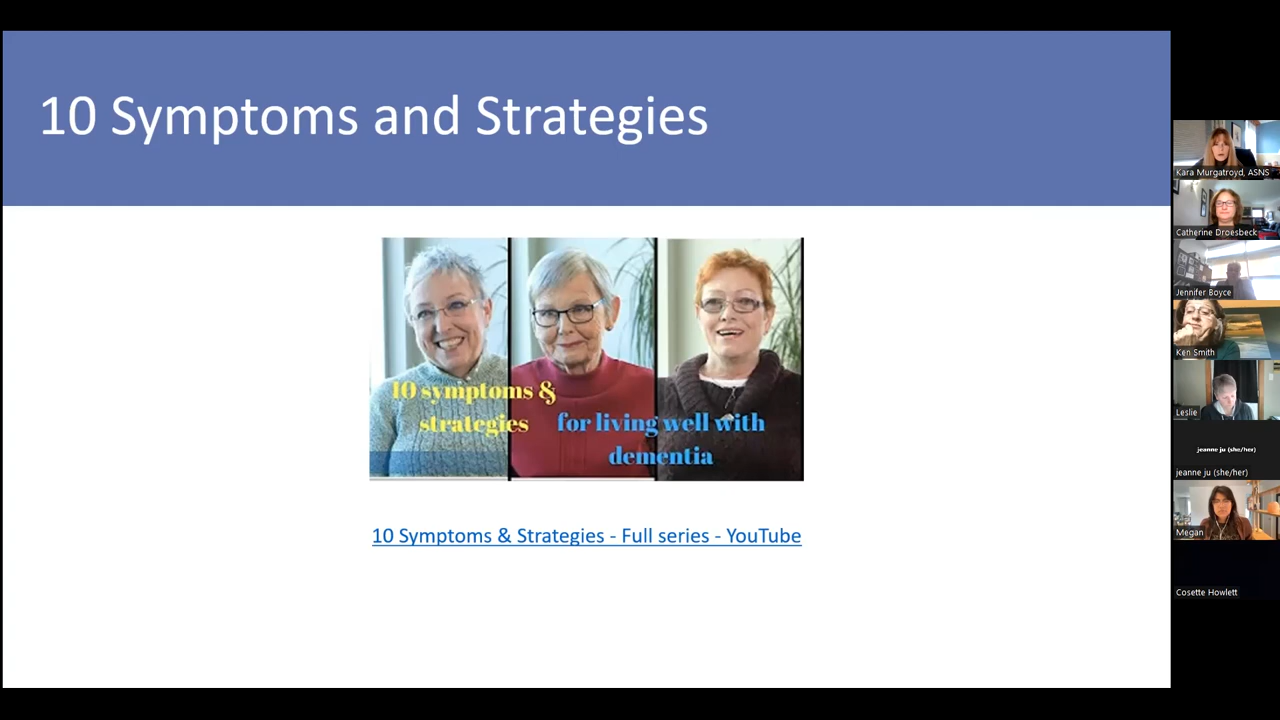 10 Symptoms and Strategies
10 symptoms &
strategies
for living well with
dementia
10 Symptoms & Strategies - Full series - YouTube
Kara Murgatroyd, ASNS
Catherine Droesbeck
Jennifer Boyce
Ken Smith
Leslie
jeanne ju (she/her)
jeanne ju (she/her)
Megan
Cosette Howlett